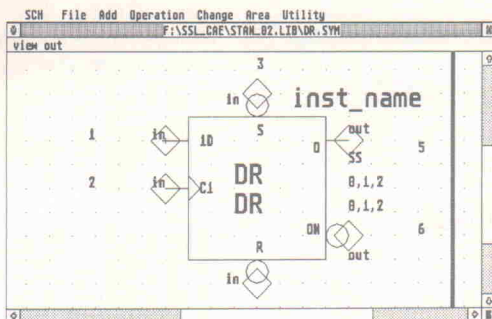 SCH File Add Operation Change Area Utility
F:\SSL_CAE\STAN_02.LIB\DR.SYM
view out
3
in
inst_name
S
1 in 1D Q out 5
SS
2 in C1 DR 0,1,2
DR 0,1,2
QN 6
R out
in